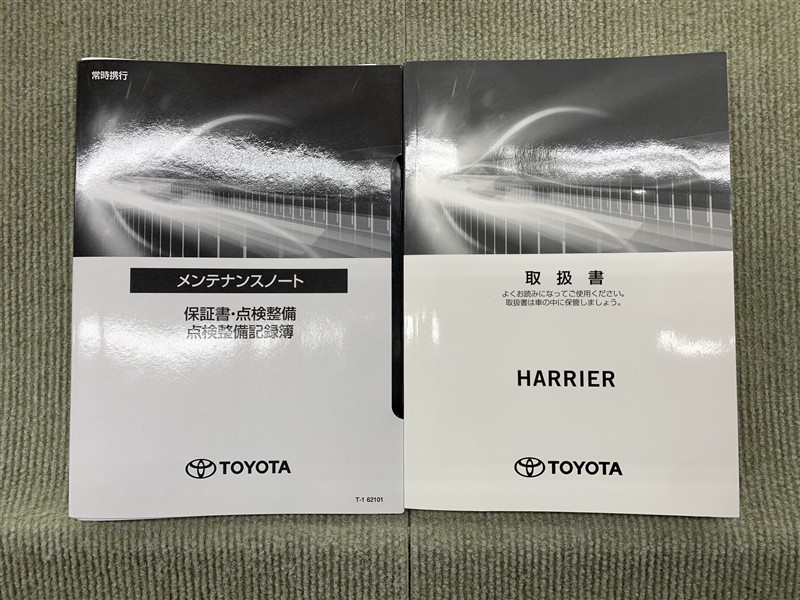 常時携行
メンテナンスノート
保証書・点検整備
点検整備記録簿
TOYOTA
T-1 62101
取扱書
よくお読みになってご使用ください。
取扱書は車の中に保管しましょう。
HARRIER
TOYOTA